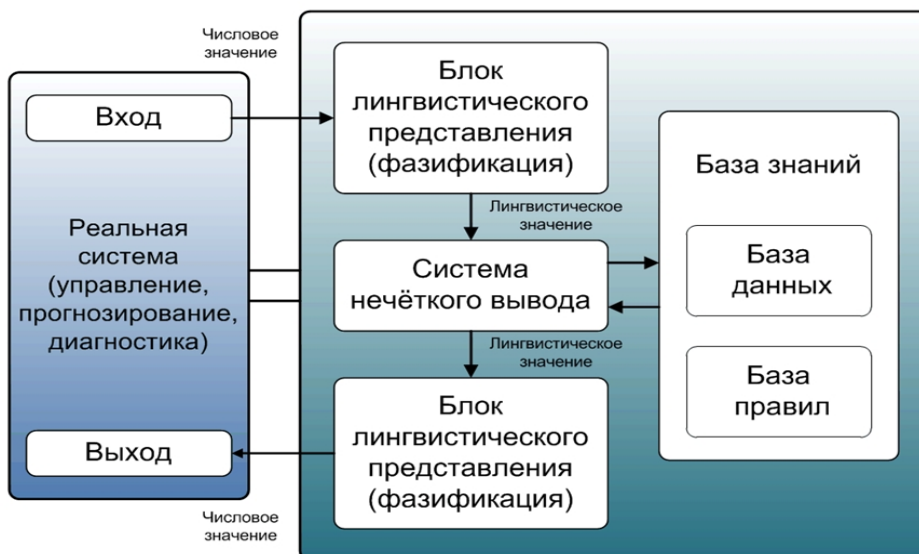 Числовое
значение
Вход
Реальная
система
(управление,
прогнозирование,
диагностика)
Выход
Числовое
значение
Блок
лингвистического
представления
(фазификация)
Лингвистическое
значение
Система
нечёткого вывода
Лингвистическое
значение
Блок
лингвистического
представления
(фазификация)
База знаний
База
данных
База
правил